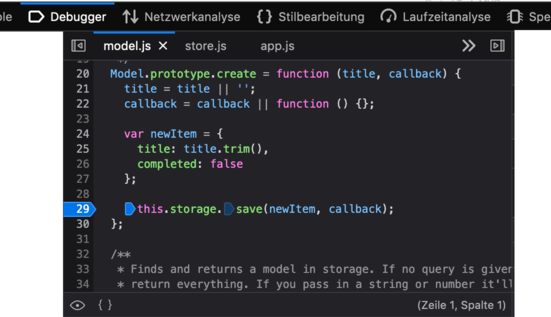 Debugger Netzwerkanalyse Stilbearbeitung Laufzeitanalyse
model.js store.js app.js
20 Model.prototype.create = function (title, callback) {
21 title = title || '';
22 callback = callback || function () {};
23
24 var newItem = {
25 title: title.trim(),
26 completed: false
27 };
28
29 this.storage.save(newItem, callback);
30 };
31
32 /**
33 * Finds and returns a model in storage. If no query is given
34 * return everything. If you pass in a string or number it'll
(Zeile 1, Spalte 1)